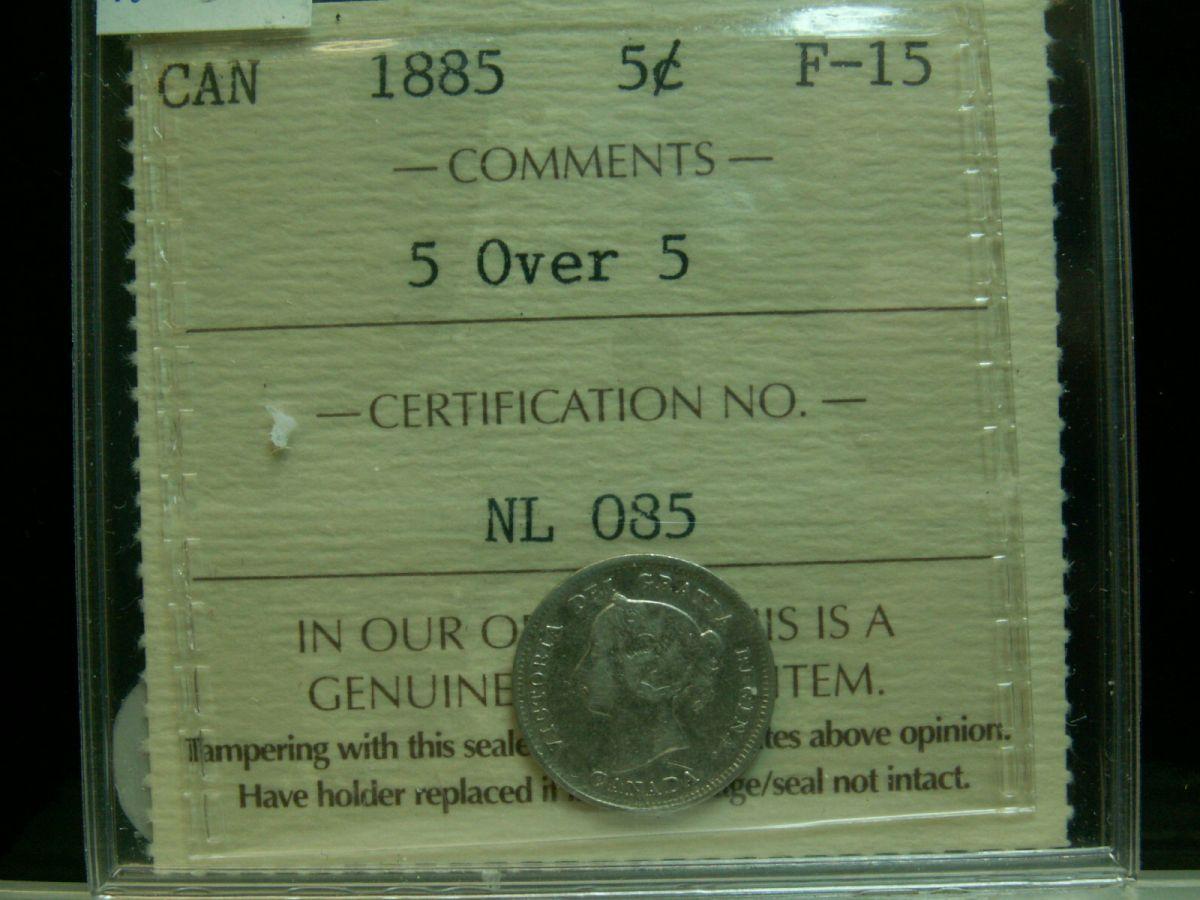 CAN 1885 5¢ F-15
— COMMENTS —
5 Over 5
— CERTIFICATION NO. —
NL 085
IN OUR O IS IS A
GENUINE ITEM.
Tampering with this seale tes above opinion.
Have holder replaced if ge/seal not intact.
VICTORIA DEI GRATIA REGINA
CANADA